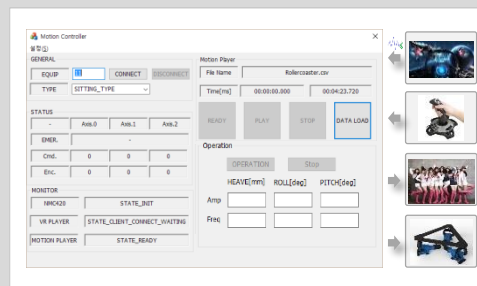 Motion Controller
설정(S)
GENERAL
EQUIP
11
CONNECT
DISCONNECT
TYPE
SITTING_TYPE
STATUS
-
Axis.0
Axis.1
Axis.2
EMER.
-
Cmd.
0
0
0
Enc.
0
0
0
MONITOR
NMC420
STATE_INIT
VR PLAYER
STATE_CLIENT_CONNECT_WAITING
MOTION PLAYER
STATE_READY
Motion Player
File Name
Rollercoaster.csv
Time[ms]
00:00:00.000
00:04:23.720
READY
PLAY
STOP
DATA LOAD
Operation
OPERATION
Stop
HEAVE[mm]
ROLL[deg]
PITCH[deg]
Amp
Freq